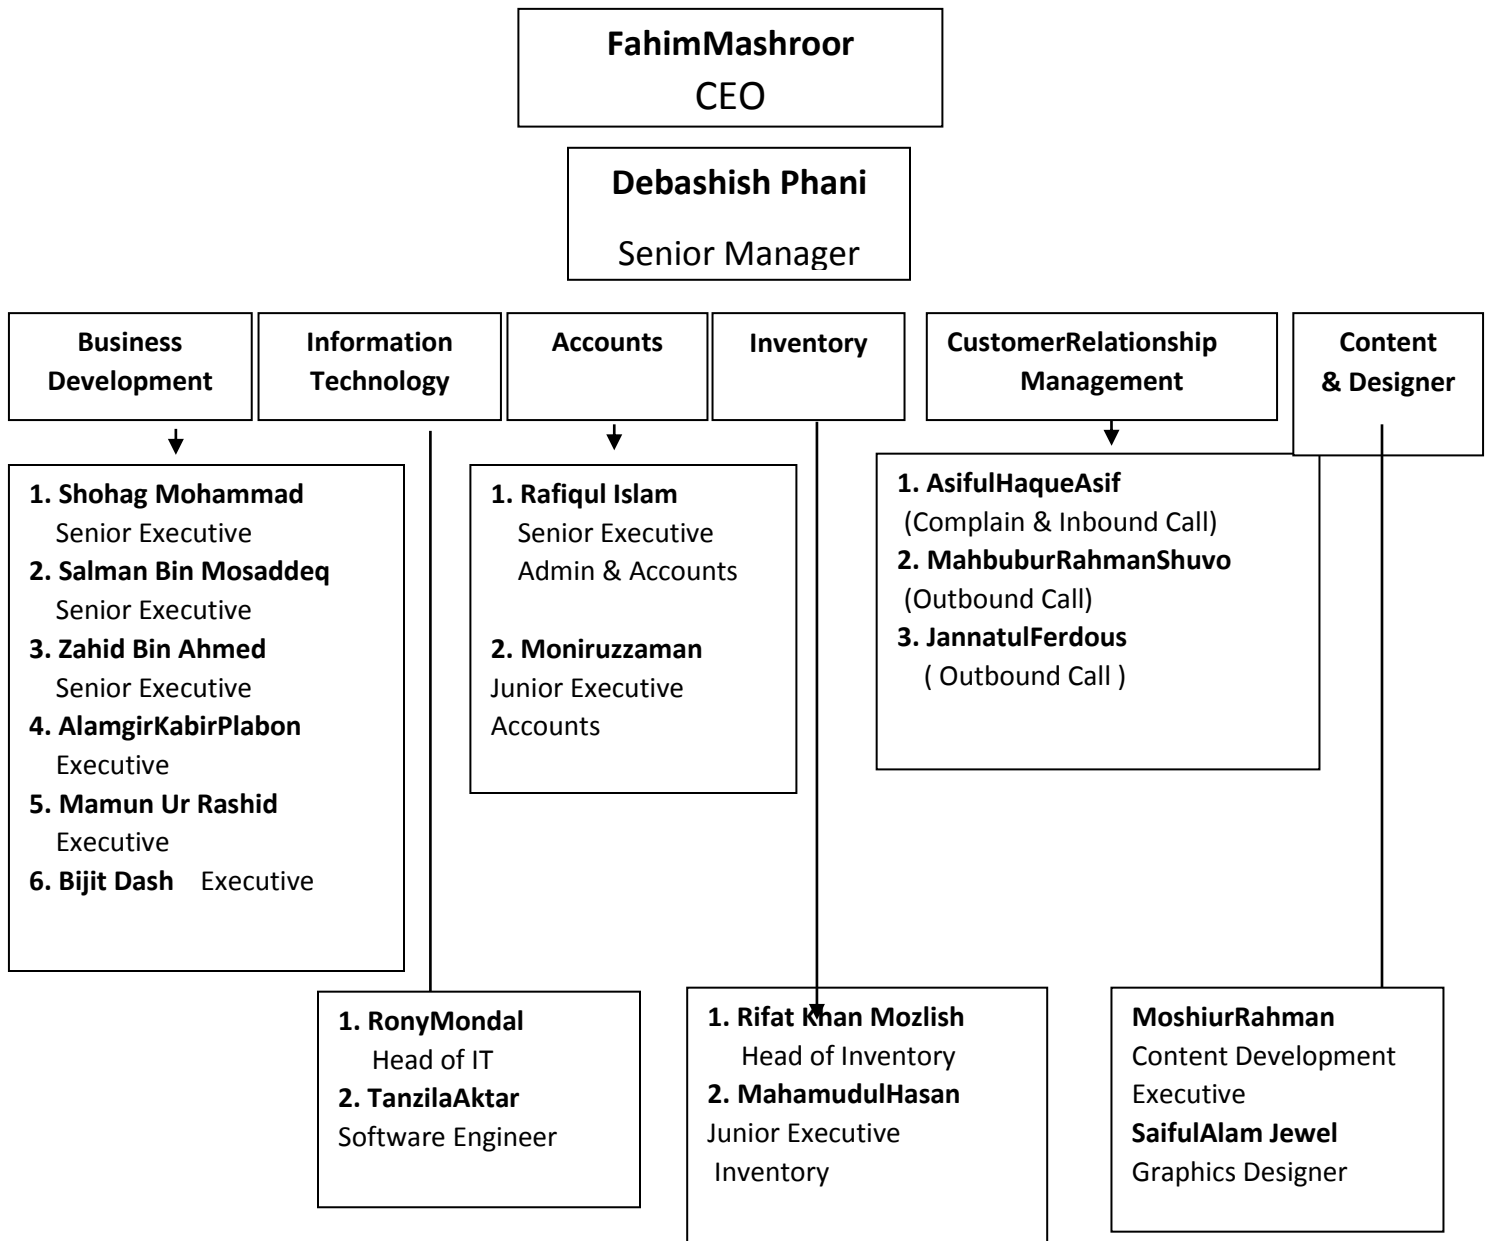 FahimMashroor
CEO
Debashish Phani
Senior Manager
Business
Development
Information
Technology
Accounts
Inventory
CustomerRelationship
Management
Content
& Designer
1. Shohag Mohammad
Senior Executive
2. Salman Bin Mosaddeq
Senior Executive
3. Zahid Bin Ahmed
Senior Executive
4. AlamgirKabirPlabon
Executive
5. Mamun Ur Rashid
Executive
6. Bijit Dash Executive
1. Rafiqul Islam
Senior Executive
Admin & Accounts
2. Moniruzzaman
Junior Executive
Accounts
1. AsifulHaqueAsif
(Complain & Inbound Call)
2. MahbuburRahmanShuvo
(Outbound Call)
3. JannatulFerdous
( Outbound Call )
1. RonyMondal
Head of IT
2. TanzilaAktar
Software Engineer
1. Rifat Khan Mozlish
Head of Inventory
2. MahamudulHasan
Junior Executive
Inventory
MoshiurRahman
Content Development
Executive
SaifulAlam Jewel
Graphics Designer